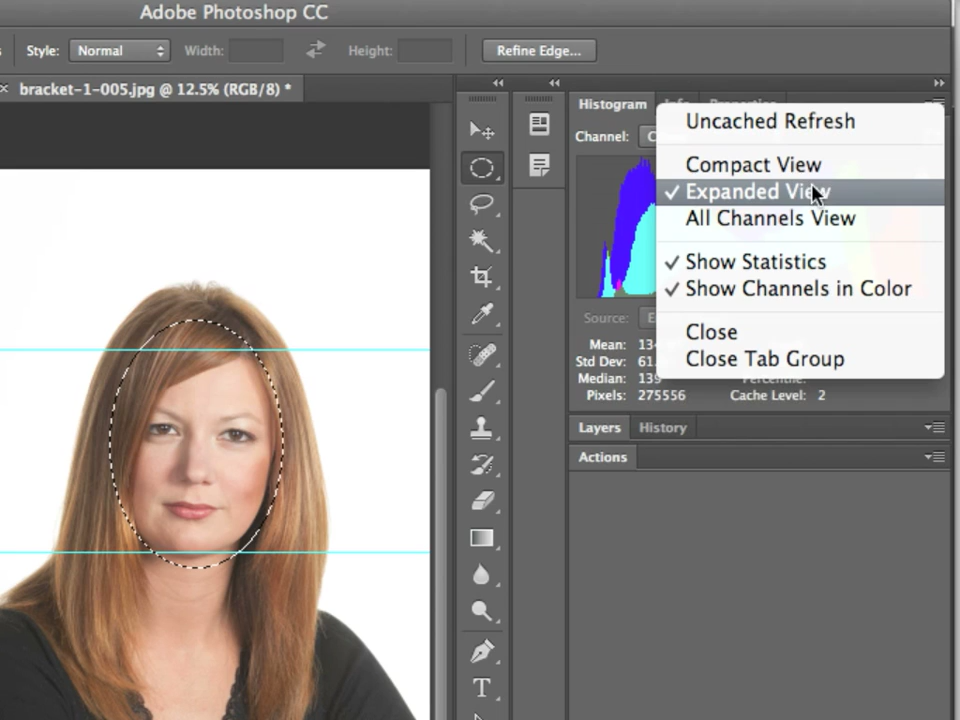 Adobe Photoshop CC
Style: Normal Width: Height: Refine Edge...
× bracket-1-005.jpg @ 12.5% (RGB/8) *
Histogram Info Properties
Channel:
Uncached Refresh
Compact View
✓ Expanded View
All Channels View
✓ Show Statistics
✓ Show Channels in Color
Close
Close Tab Group
Source:
Mean:
Std Dev: 61.
Median: 139 Percentile:
Pixels: 275556 Cache Level: 2
Layers History
Actions
T